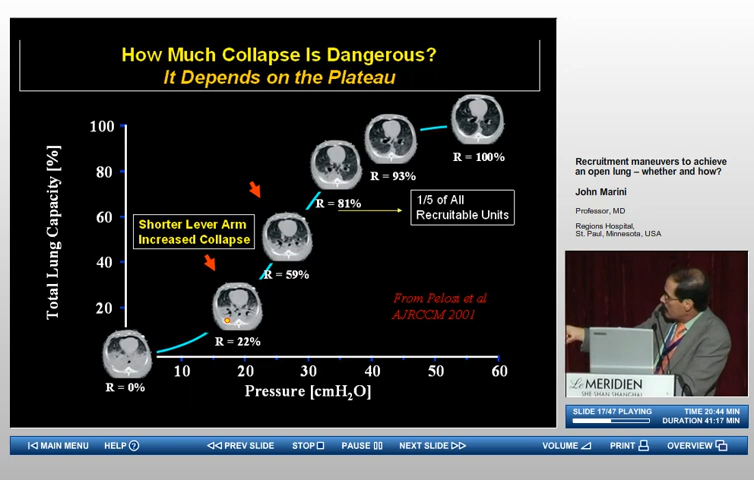 How Much Collapse Is Dangerous?
It Depends on the Plateau
Total Lung Capacity [%]
100
80
60
40
20
R = 100%
R = 93%
R = 81%
1/5 of All
Recruitable Units
Shorter Lever Arm
Increased Collapse
R = 59%
From Pelosi et al
AJRCCM 2001
R = 22%
R = 0%
10 20 30 40 50 60
Pressure [cmH2O]
Recruitment maneuvers to achieve
an open lung – whether and how?
John Marini
Professor, MD
Regions Hospital,
St. Paul, Minnesota, USA
Le MERIDIEN
SHE SHAN SHANGHAI
SLIDE 17/47 PLAYING TIME 20:44 MIN
DURATION 41:17 MIN
MAIN MENU HELP ? PREV SLIDE STOP PAUSE NEXT SLIDE VOLUME PRINT OVERVIEW